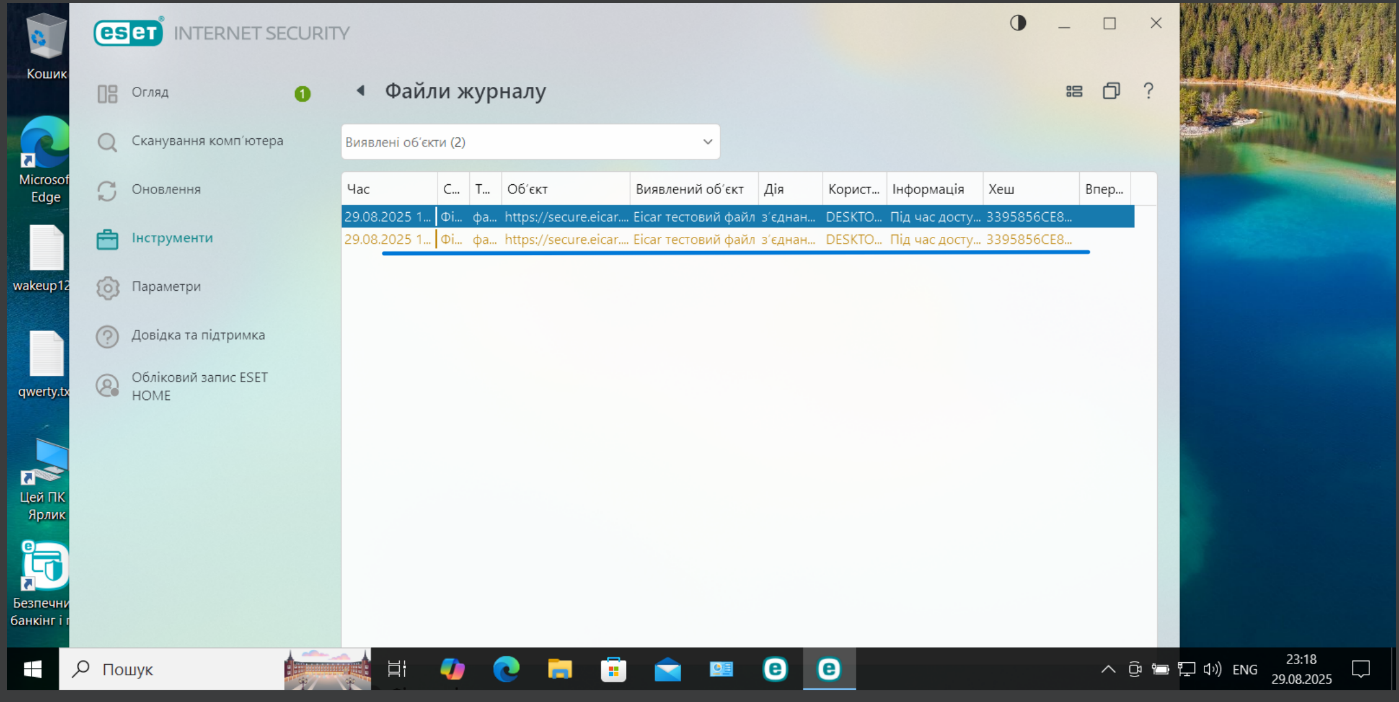 Кошик
Microsof
Edge
wakeup12
qwerty.tx
Цей ПК
Ярлик
Безпечни
банкінг і п
eset INTERNET SECURITY
Огляд 1
Сканування комп'ютера
Оновлення
Інструменти
Параметри
Довідка та підтримка
Обліковий запис ESET
HOME
Файли журналу
?
Виявлені об'єкти (2)
Час С... Т... Об'єкт Виявлений об'єкт Дія Корист... Інформація Хеш Впер...
29.08.2025 1... Фі... фа... https://secure.eicar.... Eicar тестовий файл з'єднан... DESKTO... Під час досту... 3395856CE8...
29.08.2025 1... Фі... фа... https://secure.eicar.... Eicar тестовий файл з'єднан... DESKTO... Під час досту... 3395856CE8...
Пошук
ENG
23:18
29.08.2025